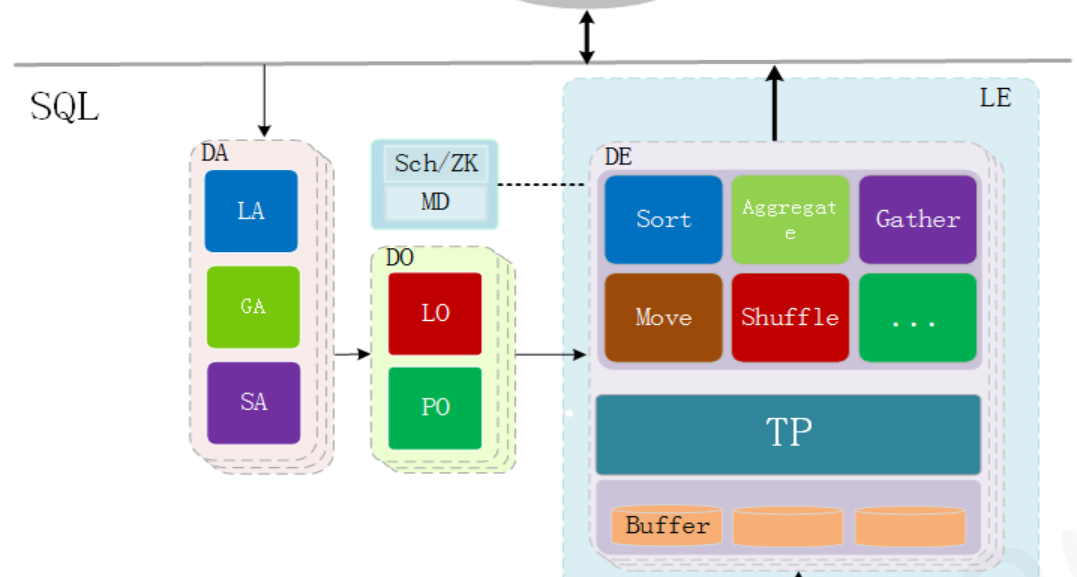 SQL
LE
DA
LA
GA
SA
Sch/ZK
MD
DO
LO
PO
DE
Sort
Aggregat
e
Gather
Move
Shuffle
...
TP
Buffer